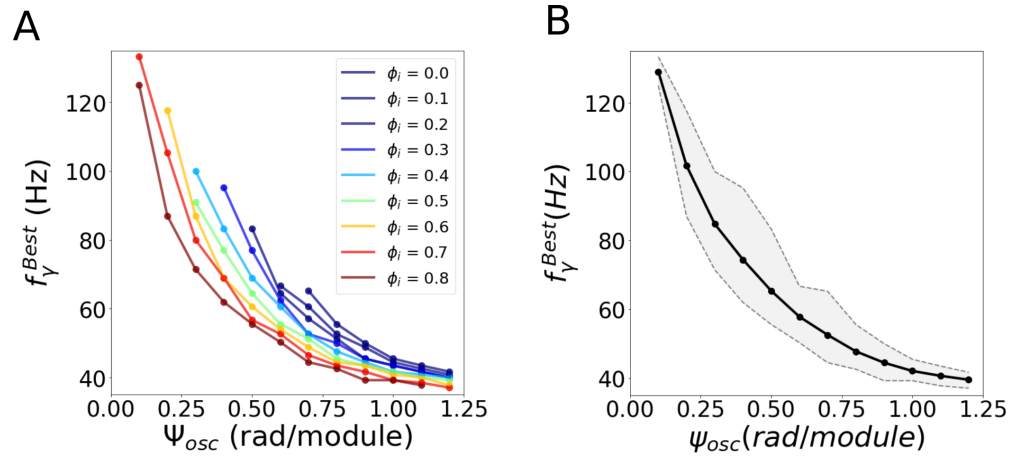 A
B
f_γ^Best (Hz)
120
100
80
60
40
0.00 0.25 0.50 0.75 1.00 1.25
Ψ_osc (rad/module)
ϕ_i = 0.0
ϕ_i = 0.1
ϕ_i = 0.2
ϕ_i = 0.3
ϕ_i = 0.4
ϕ_i = 0.5
ϕ_i = 0.6
ϕ_i = 0.7
ϕ_i = 0.8
f_γ^Best(Hz)
120
100
80
60
40
0.00 0.25 0.50 0.75 1.00 1.25
ψ_osc(rad/module)